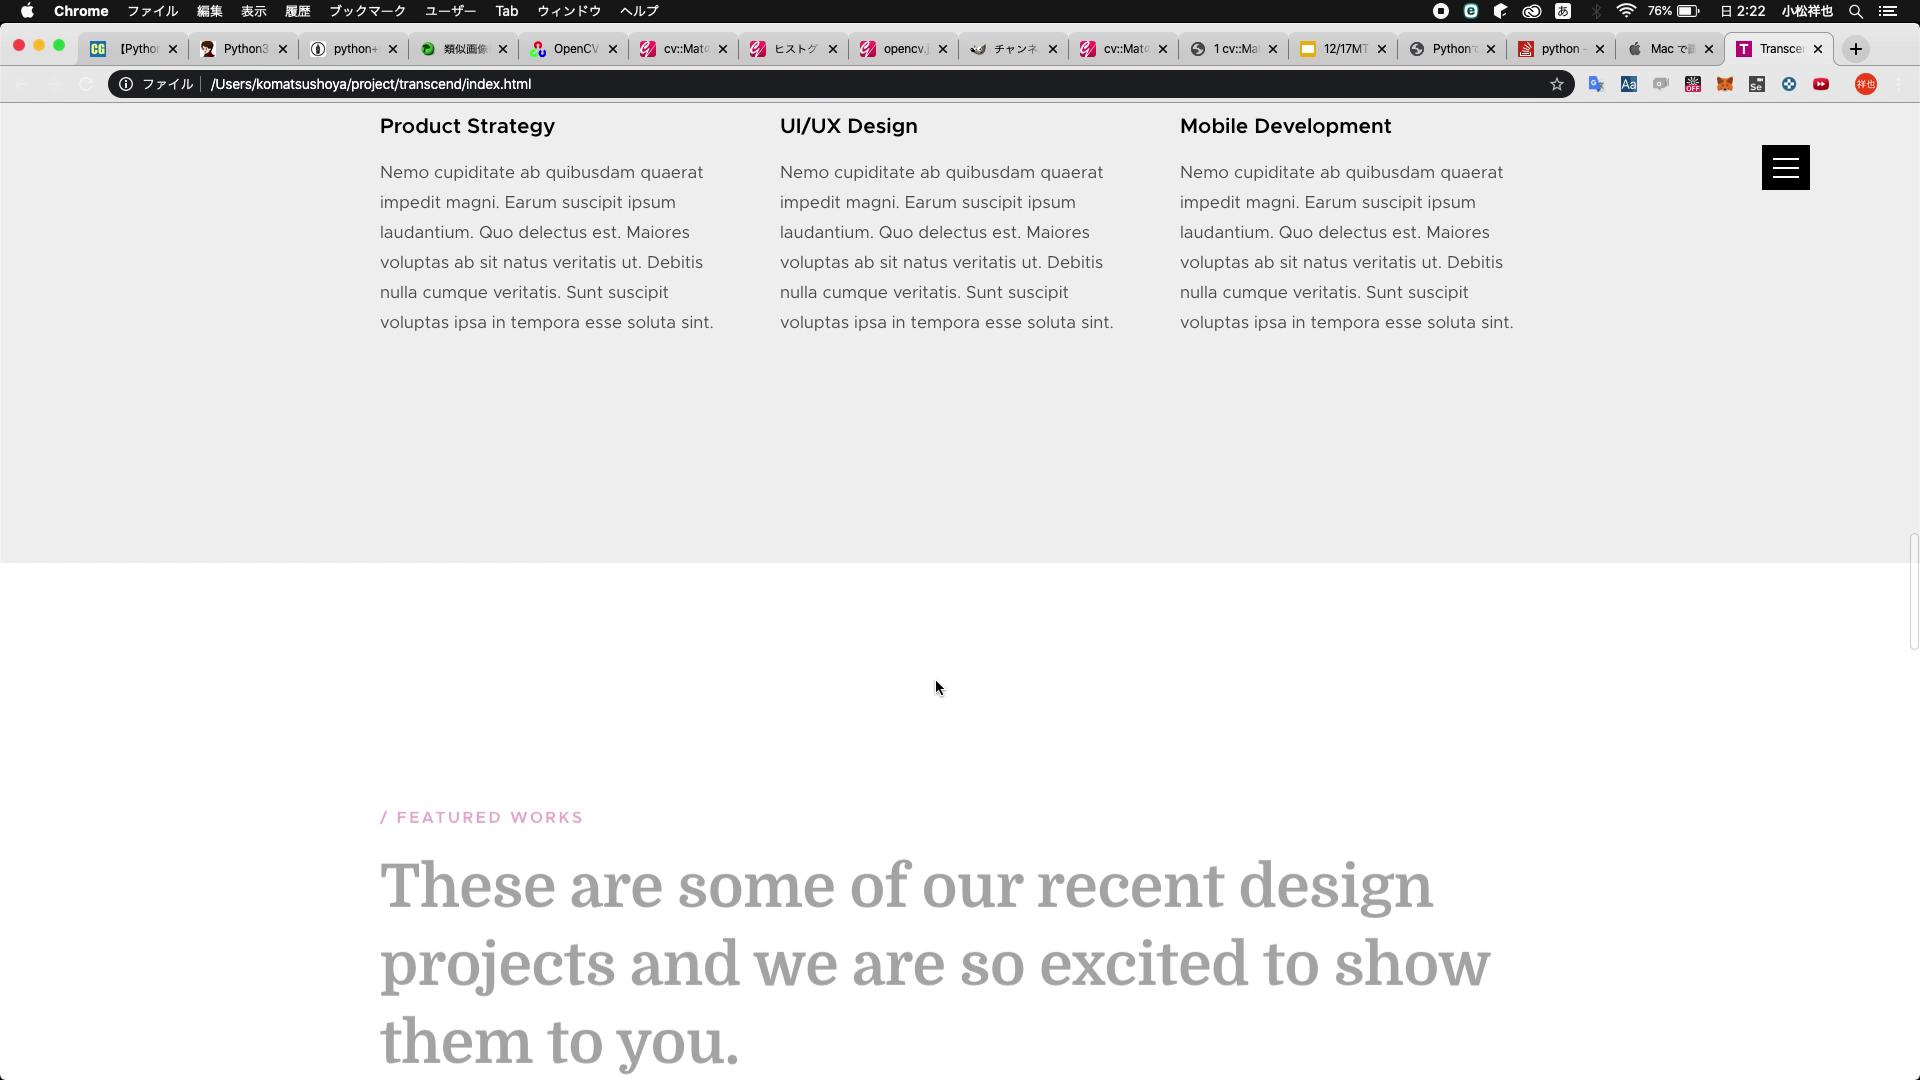 Chrome ファイル 編集 表示 履歴 ブックマーク ユーザー Tab ウィンドウ ヘルプ 76% 日 2:22 小松祥也
【Pytho Python3 python+ 類似画像 OpenCV cv::Mat ヒストグ opencv. チャンネ cv::Mat 1 cv::Ma 12/17MT Python python - Mac で Transce
ファイル /Users/komatsushoya/project/transcend/index.html Aa OFF Se 祥也
Product Strategy UI/UX Design Mobile Development
Nemo cupiditate ab quibusdam quaerat Nemo cupiditate ab quibusdam quaerat Nemo cupiditate ab quibusdam quaerat
impedit magni. Earum suscipit ipsum impedit magni. Earum suscipit ipsum impedit magni. Earum suscipit ipsum
laudantium. Quo delectus est. Maiores laudantium. Quo delectus est. Maiores laudantium. Quo delectus est. Maiores
voluptas ab sit natus veritatis ut. Debitis voluptas ab sit natus veritatis ut. Debitis voluptas ab sit natus veritatis ut. Debitis
nulla cumque veritatis. Sunt suscipit nulla cumque veritatis. Sunt suscipit nulla cumque veritatis. Sunt suscipit
voluptas ipsa in tempora esse soluta sint. voluptas ipsa in tempora esse soluta sint. voluptas ipsa in tempora esse soluta sint.
/ FEATURED WORKS
These are some of our recent design
projects and we are so excited to show
them to you.